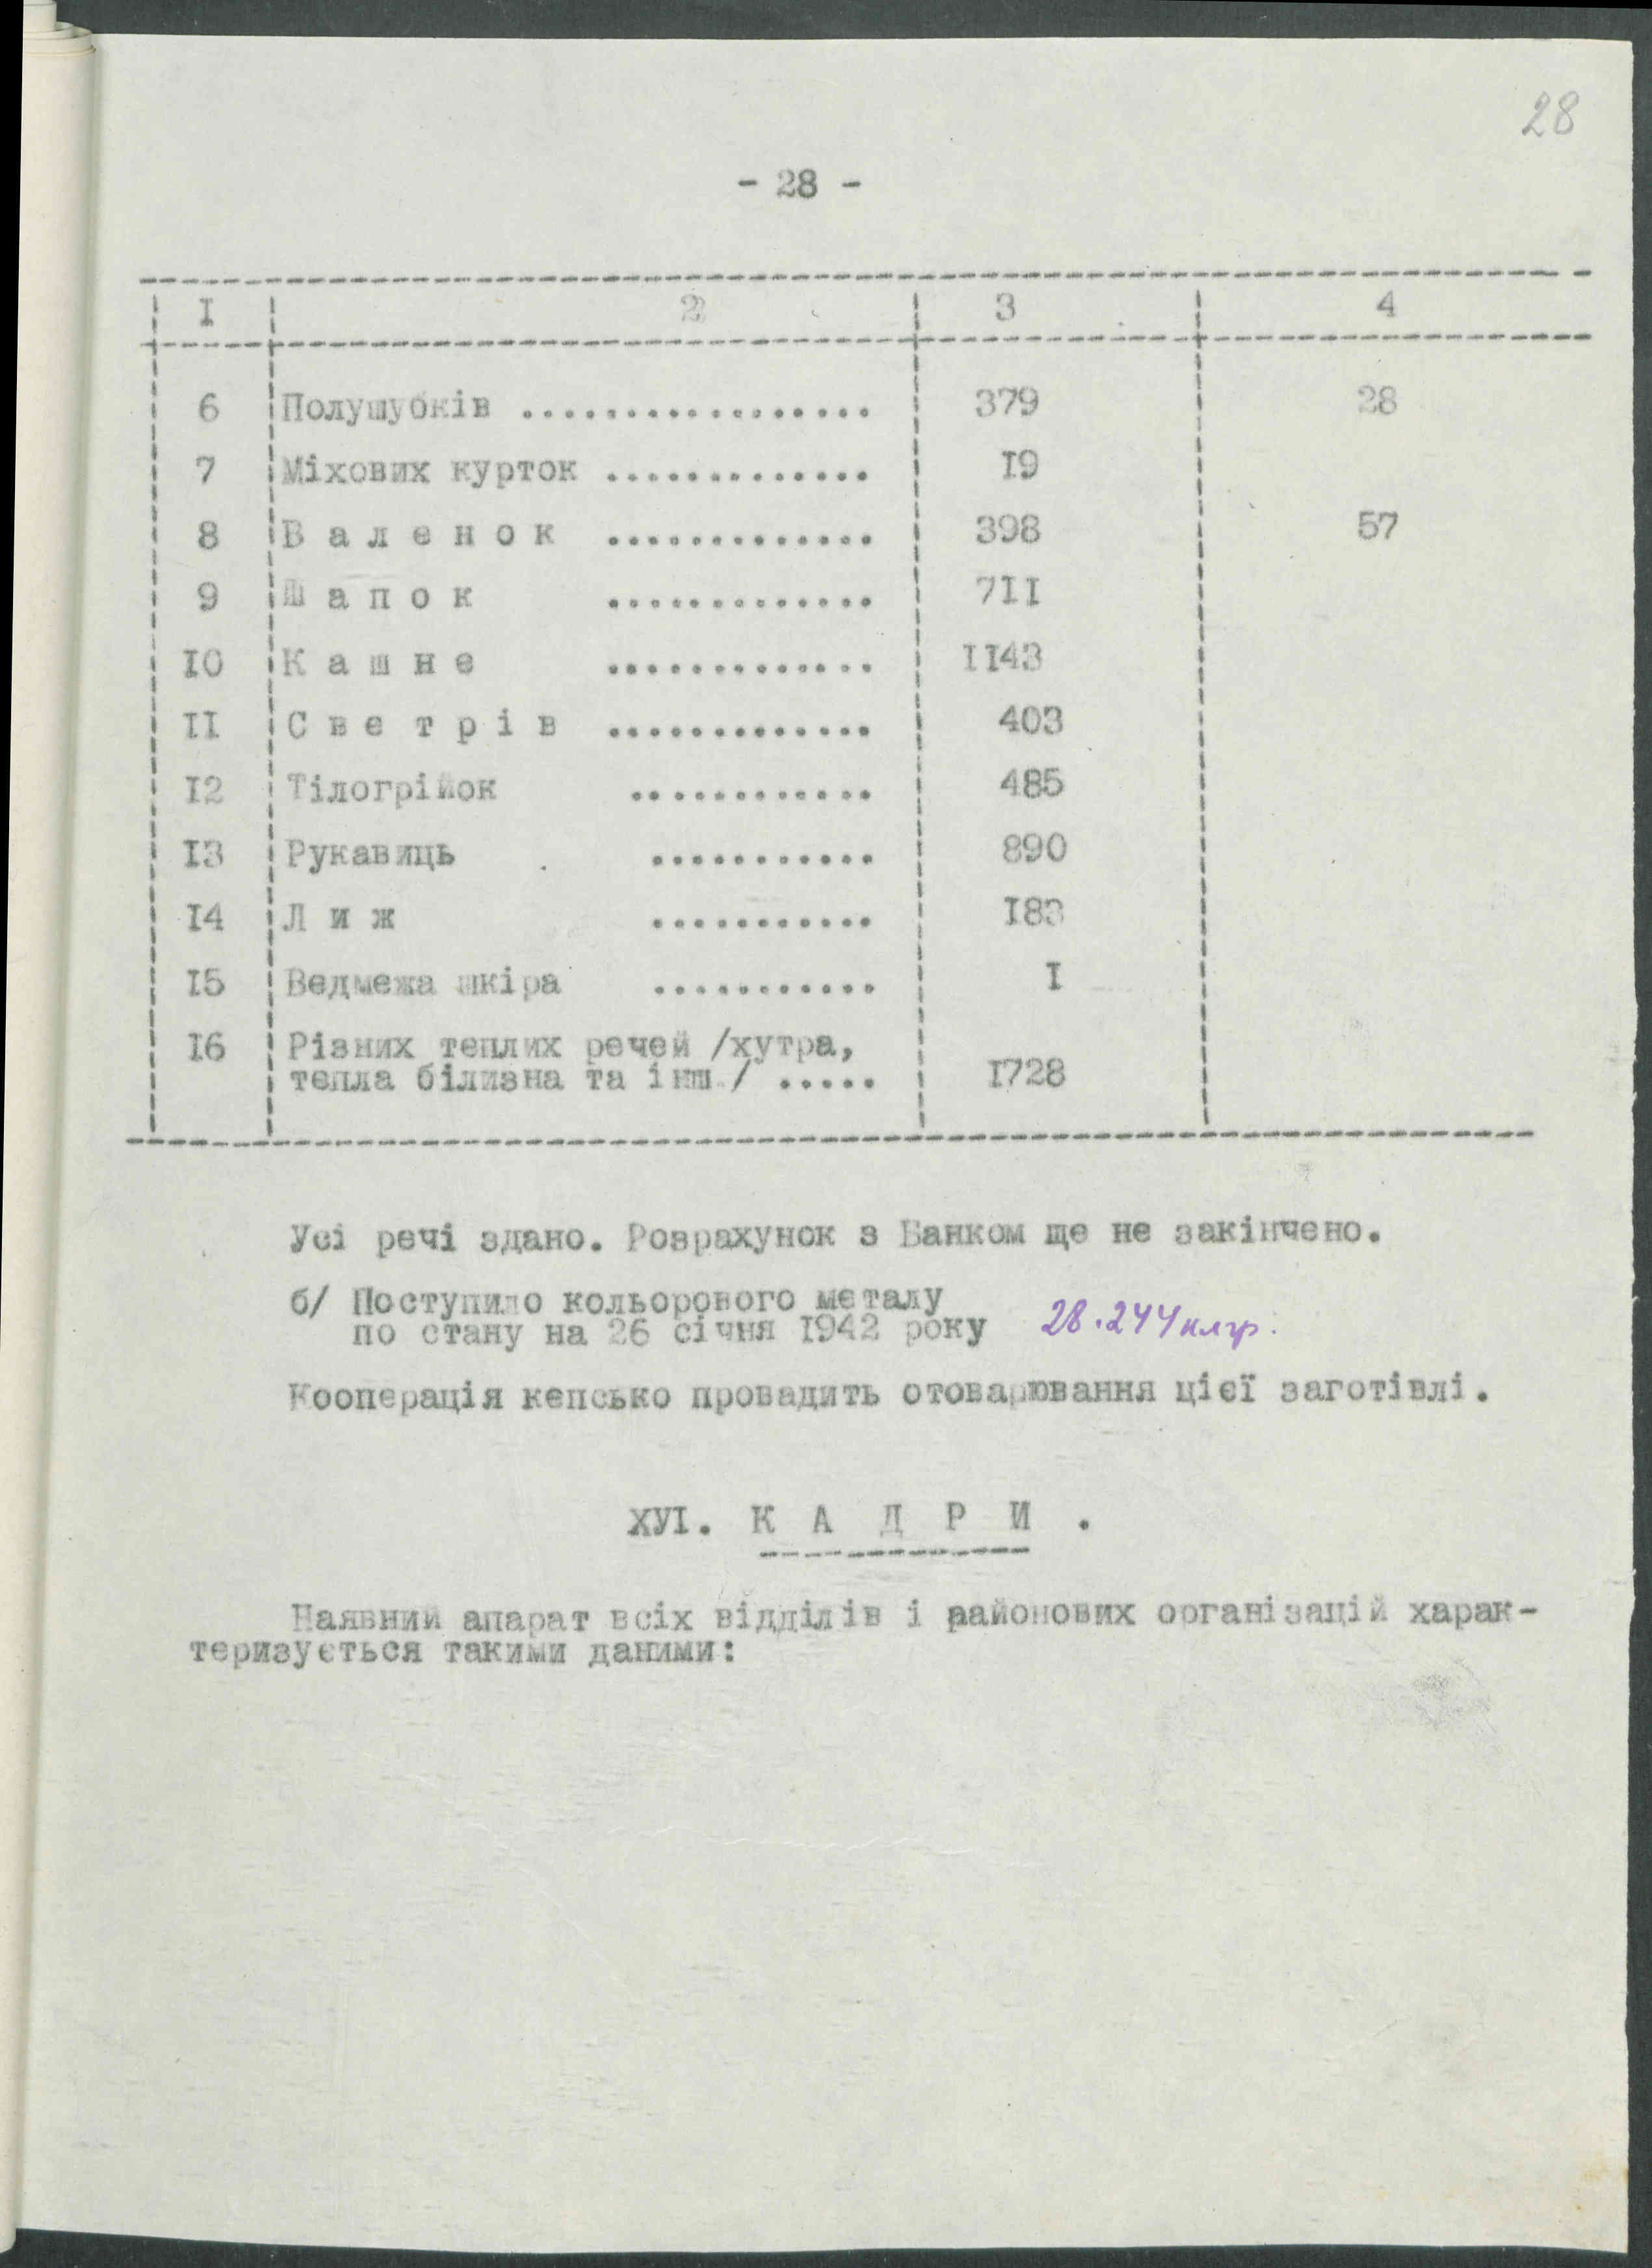 28
- 28 -
I 2 3 4
6 Полушубків ................. 379 28
7 Міхових курток ............. 19
8 В а л е н о к ............. 398 57
9 Ш а п о к ............. 7II
I0 К а ш н е ............. II43
II С в е т р і в ............. 403
I2 Тілогрійок ............ 485
I3 Рукавиць ........... 890
I4 Л и ж ........... I83
I5 Ведмежа шкіра ........... I
I6 Різних теплих речей /хутра,
тепла білизна та інш./ ..... I728
Усі речі здано. Розрахунок з Банком ще не закінчено.
б/ Поступило кольорового металу
по стану на 26 січня I942 року 28.244 клгр.
Кооперація кепсько провадить отоварювання цієї заготівлі.
ХУІ. К А Д Р И .
Наявний апарат всіх відділів і районових організацій харак-
теризується такими даними: